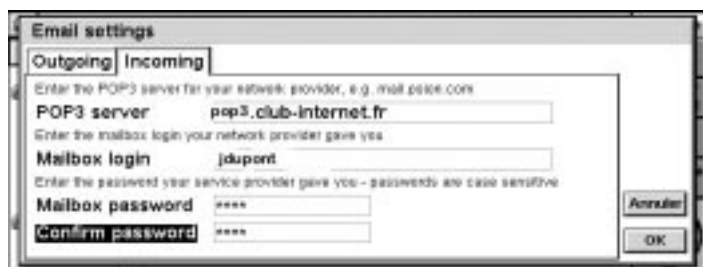 Email settings
Outgoing Incoming
Enter the POP3 server for your network provider, e.g. mail.psion.com
POP3 server pop3.club-internet.fr
Enter the mailbox login your network provider gave you
Mailbox login jdupont
Enter the password your service provider gave you - passwords are case sensitive
Mailbox password ****
Annuler
Confirm password ****
OK